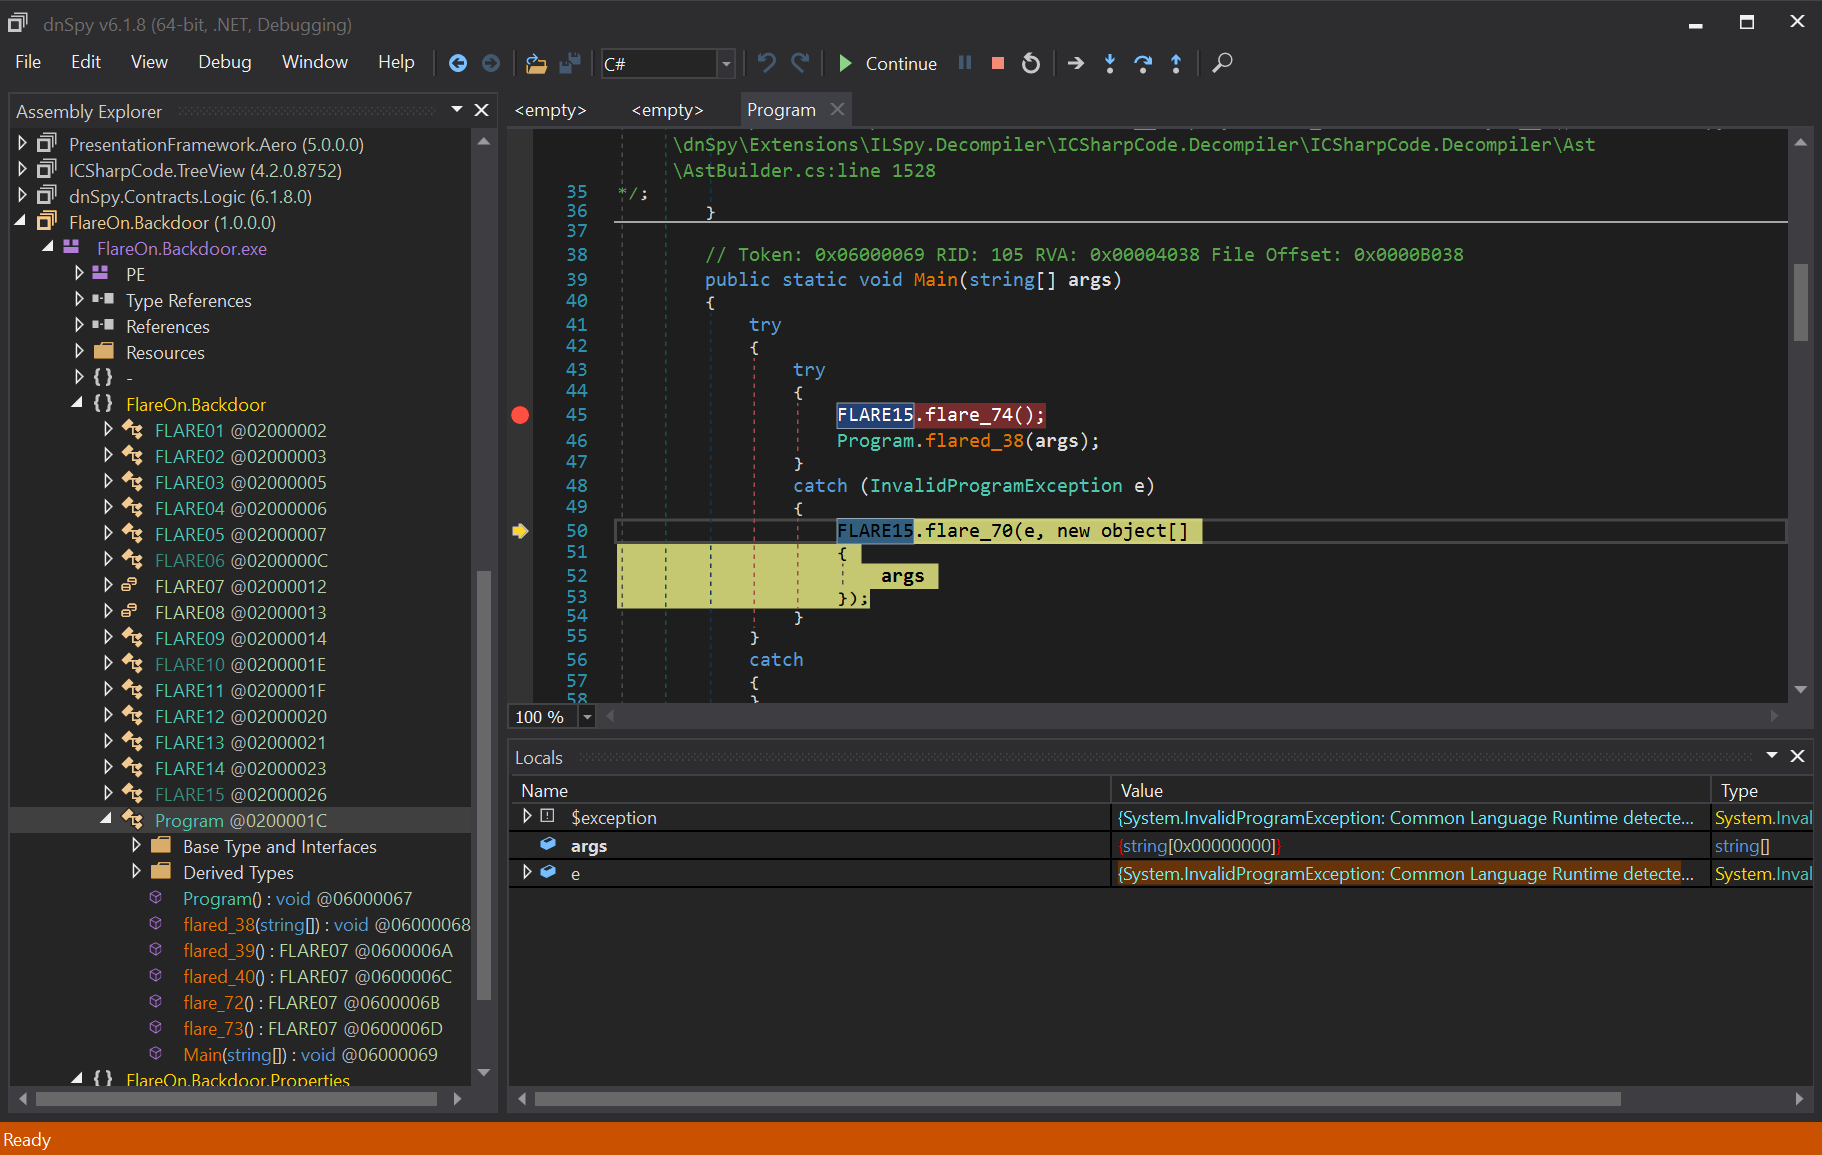 dnSpy v6.1.8 (64-bit, .NET, Debugging)
File Edit View Debug Window Help C# Continue
Assembly Explorer
PresentationFramework.Aero (5.0.0.0)
ICSharpCode.TreeView (4.2.0.8752)
dnSpy.Contracts.Logic (6.1.8.0)
FlareOn.Backdoor (1.0.0.0)
FlareOn.Backdoor.exe
PE
Type References
References
Resources
{ } -
{ } FlareOn.Backdoor
FLARE01 @02000002
FLARE02 @02000003
FLARE03 @02000005
FLARE04 @02000006
FLARE05 @02000007
FLARE06 @0200000C
FLARE07 @02000012
FLARE08 @02000013
FLARE09 @02000014
FLARE10 @0200001E
FLARE11 @0200001F
FLARE12 @02000020
FLARE13 @02000021
FLARE14 @02000023
FLARE15 @02000026
Program @0200001C
Base Type and Interfaces
Derived Types
Program() : void @06000067
flared_38(string[]) : void @06000068
flared_39() : FLARE07 @0600006A
flared_40() : FLARE07 @0600006C
flare_72() : FLARE07 @0600006B
flare_73() : FLARE07 @0600006D
Main(string[]) : void @06000069
{ } FlareOn.Backdoor.Properties
<empty> <empty> Program
\dnSpy\Extensions\ILSpy.Decompiler\ICSharpCode.Decompiler\ICSharpCode.Decompiler\Ast
\AstBuilder.cs:line 1528
35 */;
36 }
37
38 // Token: 0x06000069 RID: 105 RVA: 0x00004038 File Offset: 0x0000B038
39 public static void Main(string[] args)
40 {
41 try
42 {
43 try
44 {
45 FLARE15.flare_74();
46 Program.flared_38(args);
47 }
48 catch (InvalidProgramException e)
49 {
50 FLARE15.flare_70(e, new object[]
51 {
52 args
53 });
54 }
55 }
56 catch
57 {
58 }
100 %
Locals
Name Value Type
$exception {System.InvalidProgramException: Common Language Runtime detecte... System.Inval
args {string[0x00000000]} string[]
e {System.InvalidProgramException: Common Language Runtime detecte... System.Inval
Ready